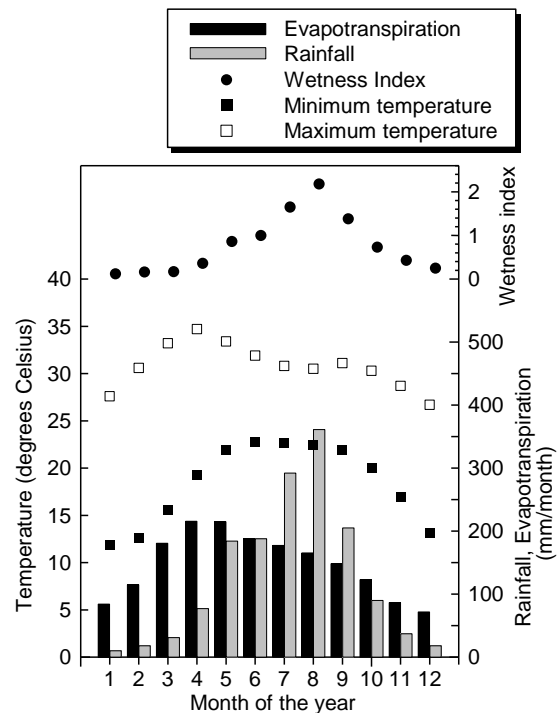 Evapotranspiration
Rainfall
Wetness Index
Minimum temperature
Maximum temperature
2
1
0
Wetness index
40
35
30
25
20
15
10
5
0
Temperature (degrees Celsius)
500
400
300
200
100
0
Rainfall, Evapotranspiration
(mm/month)
1 2 3 4 5 6 7 8 9 10 11 12
Month of the year